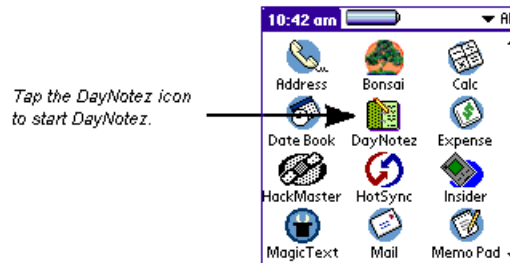 10:42 am
Al
Address Bonsai Calc
Tap the DayNotez icon
to start DayNotez.
Date Book DayNotez Expense
HackMaster HotSync Insider
MagicText Mail Memo Pad